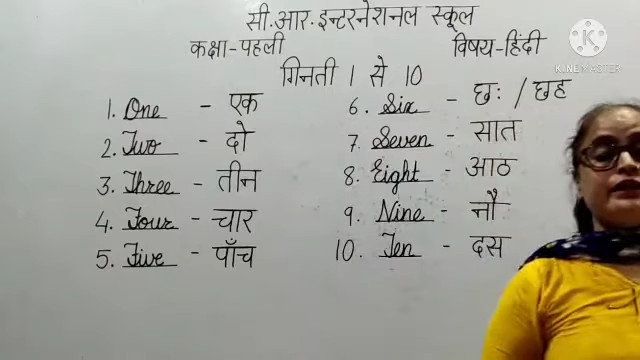 सी.आर.इन्टरनेशनल स्कूल
कक्षा-पहली विषय-हिंदी
गिनती 1 से 10
1. One - एक
2. Two - दो
3. Three - तीन
4. Four - चार
5. Five - पाँच
6. Six - छः / छह
7. Seven - सात
8. Eight - आठ
9. Nine - नौ
10. Ten - दस
KINEMASTER